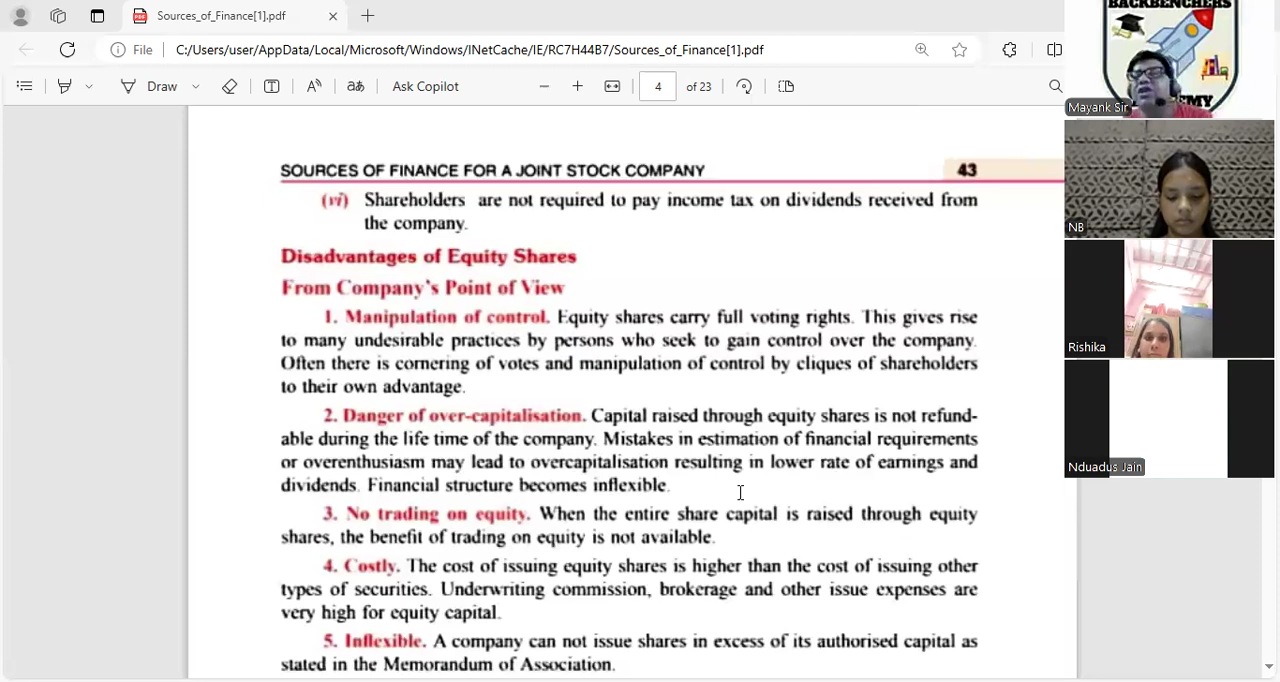 Sources_of_Finance[1].pdf
File C:/Users/user/AppData/Local/Microsoft/Windows/INetCache/IE/RC7H44B7/Sources_of_Finance[1].pdf
Draw Ask Copilot 4 of 23
SOURCES OF FINANCE FOR A JOINT STOCK COMPANY 43
(vi) Shareholders are not required to pay income tax on dividends received from
the company.
Disadvantages of Equity Shares
From Company's Point of View
1. Manipulation of control. Equity shares carry full voting rights. This gives rise
to many undesirable practices by persons who seek to gain control over the company.
Often there is cornering of votes and manipulation of control by cliques of shareholders
to their own advantage.
2. Danger of over-capitalisation. Capital raised through equity shares is not refund-
able during the life time of the company. Mistakes in estimation of financial requirements
or overenthusiasm may lead to overcapitalisation resulting in lower rate of earnings and
dividends. Financial structure becomes inflexible.
3. No trading on equity. When the entire share capital is raised through equity
shares, the benefit of trading on equity is not available.
4. Costly. The cost of issuing equity shares is higher than the cost of issuing other
types of securities. Underwriting commission, brokerage and other issue expenses are
very high for equity capital.
5. Inflexible. A company can not issue shares in excess of its authorised capital as
stated in the Memorandum of Association.
BACKBENCHERS
Mayank Sir
NB
Rishika
Nduadus Jain